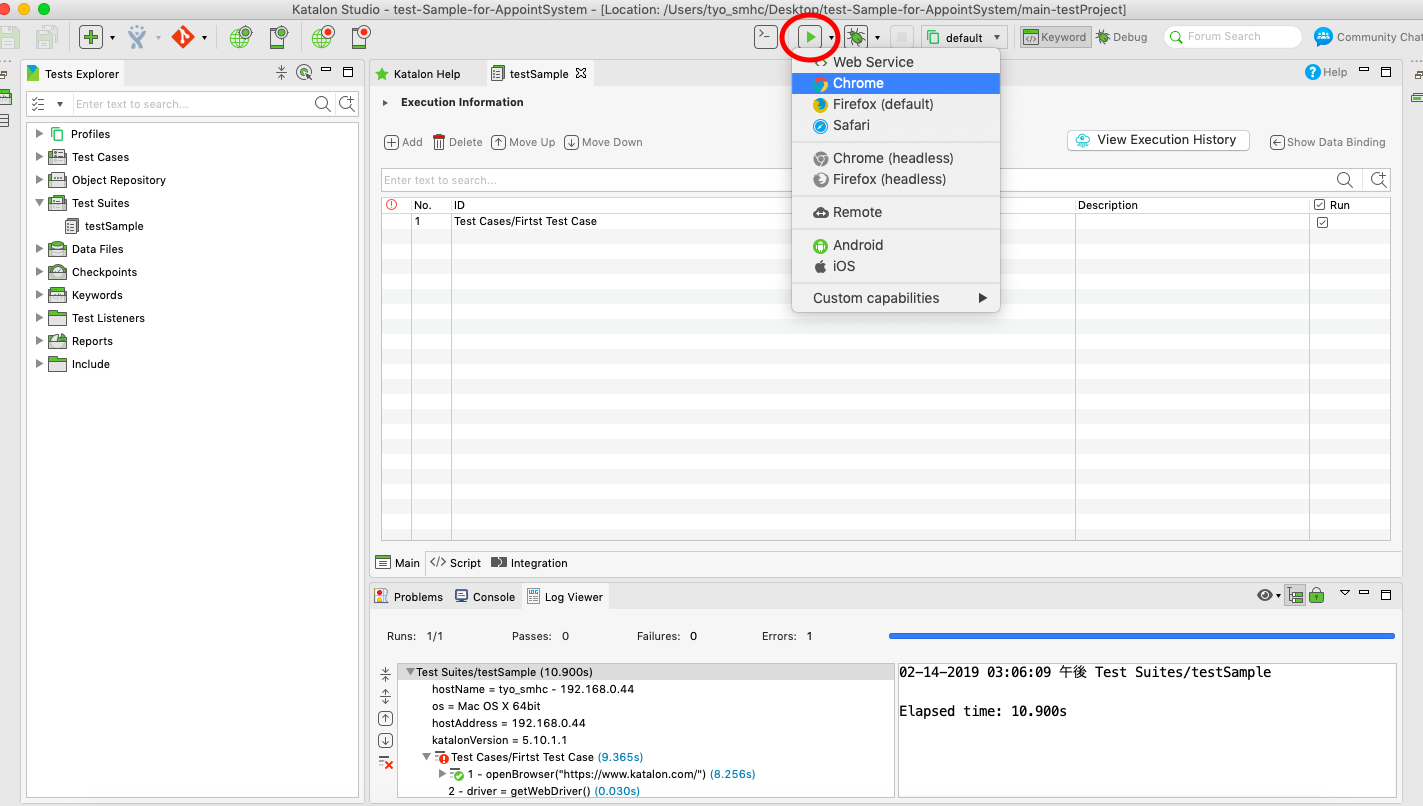 Katalon Studio - test-Sample-for-AppointSystem - [Location: /Users/tyo_smhc/Desktop/test-Sample-for-AppointSystem/main-testProject]
default
Keyword
Debug
Forum Search
Community Chat
Tests Explorer
Enter text to search...
Profiles
Test Cases
Object Repository
Test Suites
testSample
Data Files
Checkpoints
Keywords
Test Listeners
Reports
Include
Katalon Help
testSample
Help
Execution Information
Add
Delete
Move Up
Move Down
View Execution History
Show Data Binding
Enter text to search...
No. ID Description Run
1 Test Cases/Firtst Test Case
Web Service
Chrome
Firefox (default)
Safari
Chrome (headless)
Firefox (headless)
Remote
Android
iOS
Custom capabilities
Main
Script
Integration
Problems
Console
Log Viewer
Runs: 1/1 Passes: 0 Failures: 0 Errors: 1
Test Suites/testSample (10.900s)
hostName = tyo_smhc - 192.168.0.44
os = Mac OS X 64bit
hostAddress = 192.168.0.44
katalonVersion = 5.10.1.1
Test Cases/Firtst Test Case (9.365s)
1 - openBrowser("https://www.katalon.com/") (8.256s)
2 - driver = getWebDriver() (0.030s)
02-14-2019 03:06:09 午後 Test Suites/testSample
Elapsed time: 10.900s